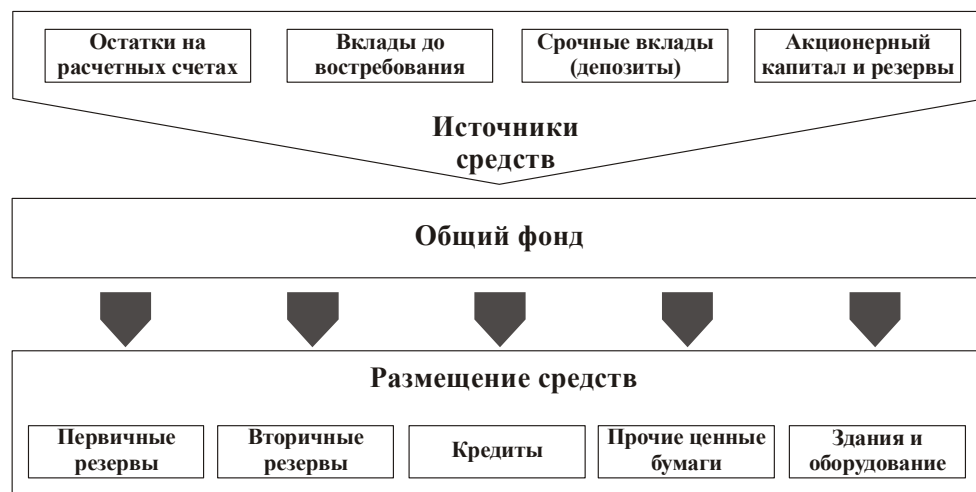 Остатки на
расчетных счетах
Вклады до
востребования
Срочные вклады
(депозиты)
Акционерный
капитал и резервы
Источники
средств
Общий фонд
Размещение средств
Первичные
резервы
Вторичные
резервы
Кредиты
Прочие ценные
бумаги
Здания и
оборудование